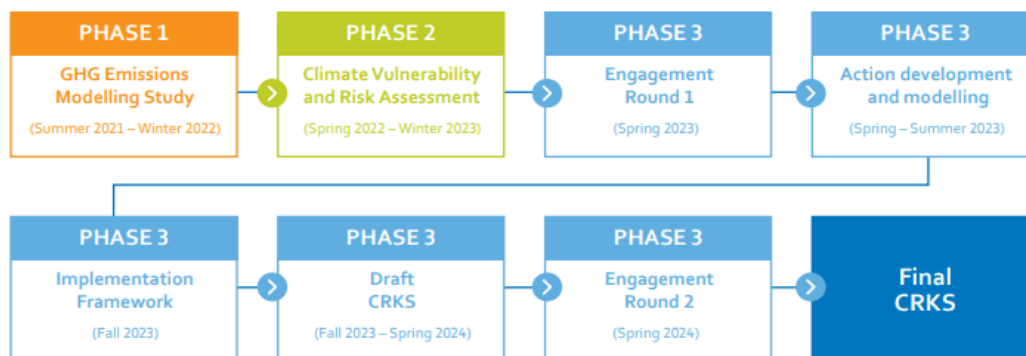 PHASE 1
GHG Emissions
Modelling Study
(Summer 2021 – Winter 2022)
PHASE 2
Climate Vulnerability
and Risk Assessment
(Spring 2022 – Winter 2023)
PHASE 3
Engagement
Round 1
(Spring 2023)
PHASE 3
Action development
and modelling
(Spring – Summer 2023)
PHASE 3
Implementation
Framework
(Fall 2023)
PHASE 3
Draft
CRKS
(Fall 2023 – Spring 2024)
PHASE 3
Engagement
Round 2
(Spring 2024)
Final
CRKS